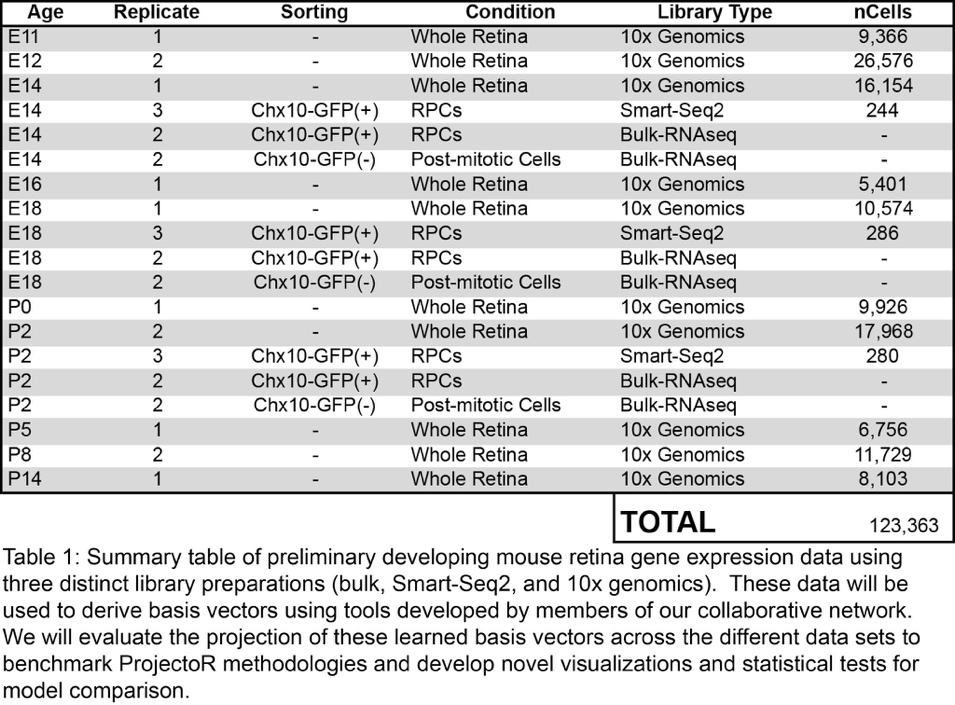 Age Replicate Sorting Condition Library Type nCells
E11 1 - Whole Retina 10x Genomics 9,366
E12 2 - Whole Retina 10x Genomics 26,576
E14 1 - Whole Retina 10x Genomics 16,154
E14 3 Chx10-GFP(+) RPCs Smart-Seq2 244
E14 2 Chx10-GFP(+) RPCs Bulk-RNAseq -
E14 2 Chx10-GFP(-) Post-mitotic Cells Bulk-RNAseq -
E16 1 - Whole Retina 10x Genomics 5,401
E18 1 - Whole Retina 10x Genomics 10,574
E18 3 Chx10-GFP(+) RPCs Smart-Seq2 286
E18 2 Chx10-GFP(+) RPCs Bulk-RNAseq -
E18 2 Chx10-GFP(-) Post-mitotic Cells Bulk-RNAseq -
P0 1 - Whole Retina 10x Genomics 9,926
P2 2 - Whole Retina 10x Genomics 17,968
P2 3 Chx10-GFP(+) RPCs Smart-Seq2 280
P2 2 Chx10-GFP(+) RPCs Bulk-RNAseq -
P2 2 Chx10-GFP(-) Post-mitotic Cells Bulk-RNAseq -
P5 1 - Whole Retina 10x Genomics 6,756
P8 2 - Whole Retina 10x Genomics 11,729
P14 1 - Whole Retina 10x Genomics 8,103
TOTAL 123,363
Table 1: Summary table of preliminary developing mouse retina gene expression data using
three distinct library preparations (bulk, Smart-Seq2, and 10x genomics).  These data will be
used to derive basis vectors using tools developed by members of our collaborative network.
We will evaluate the projection of these learned basis vectors across the different data sets to
benchmark ProjectoR methodologies and develop novel visualizations and statistical tests for
model comparison.